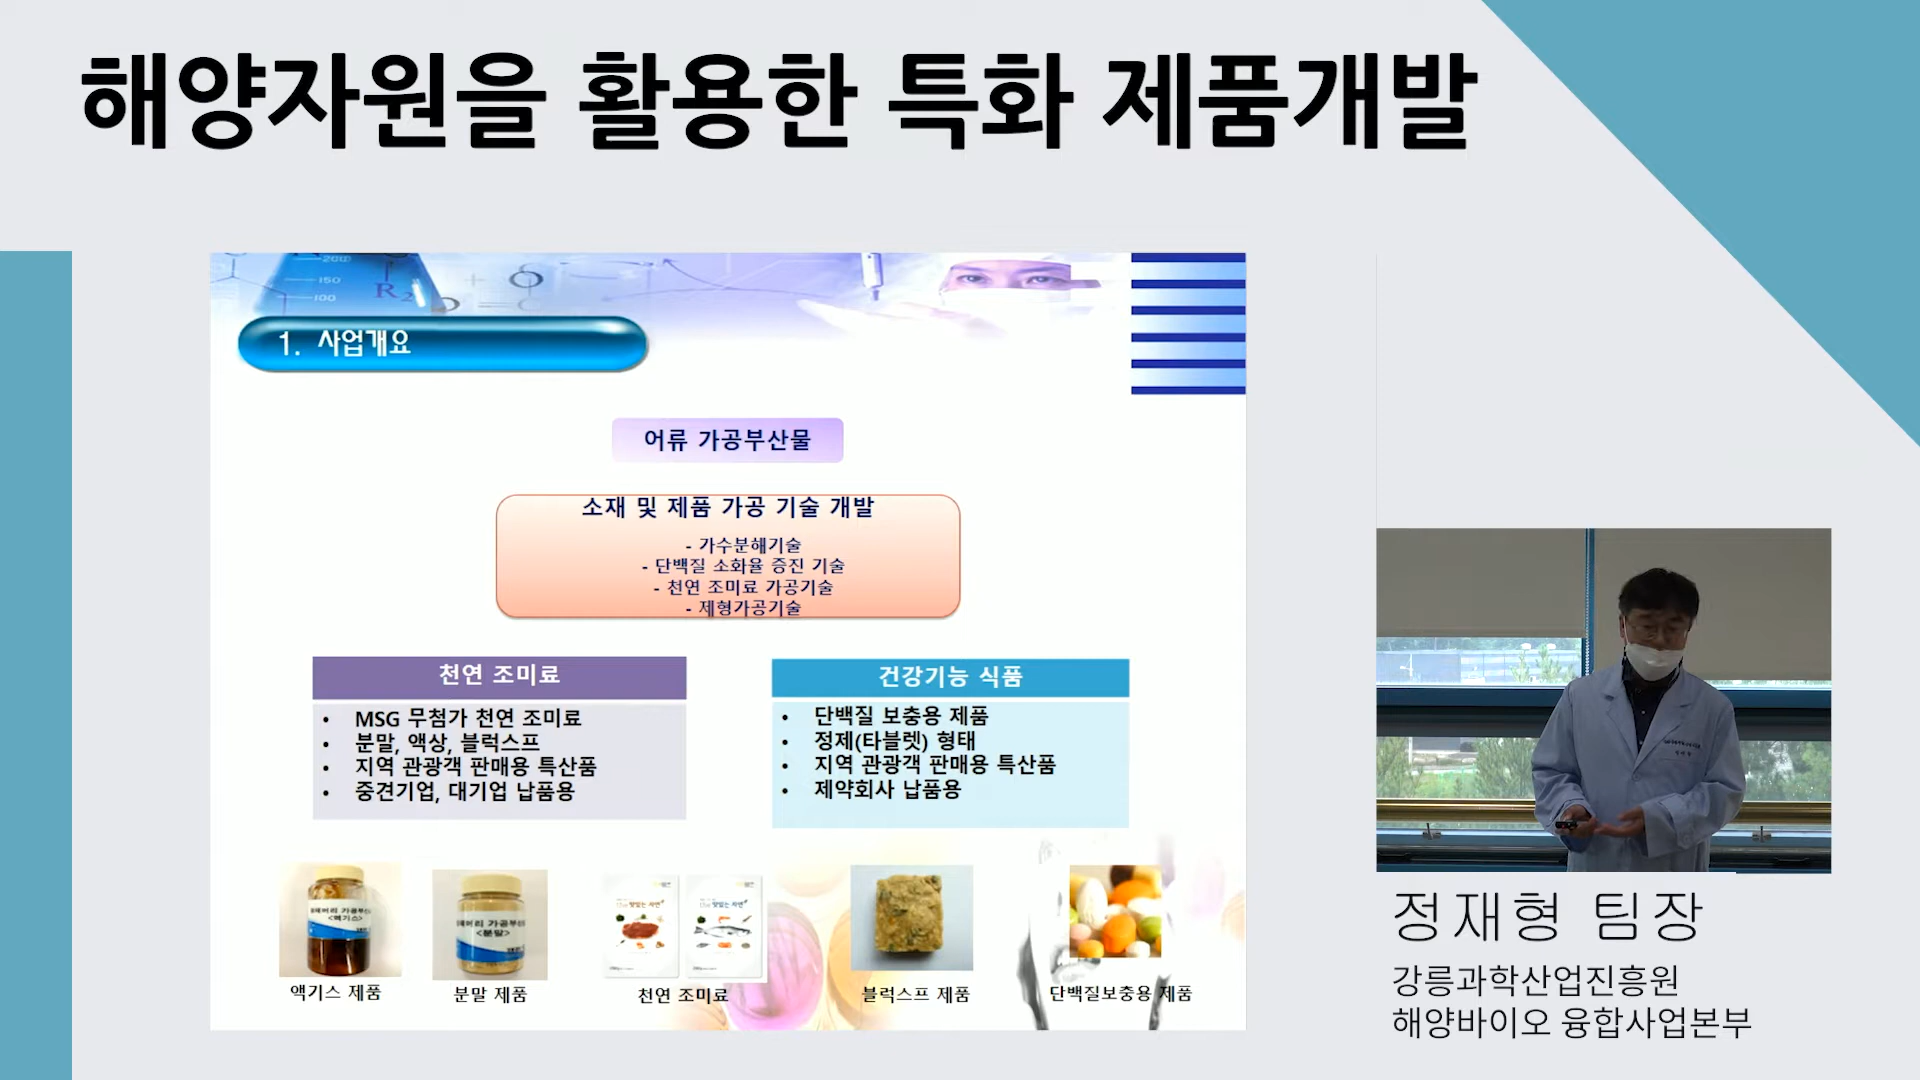 해양자원을 활용한 특화 제품개발
200
150
100
R2
1. 사업개요
어류 가공부산물
소재 및 제품 가공 기술 개발
- 가수분해기술
- 단백질 소화율 증진 기술
- 천연 조미료 가공기술
- 제형가공기술
천연 조미료
• MSG 무첨가 천연 조미료
• 분말, 액상, 블럭스프
• 지역 관광객 판매용 특산품
• 중견기업, 대기업 납품용
건강기능 식품
• 단백질 보충용 제품
• 정제(타블렛) 형태
• 지역 관광객 판매용 특산품
• 제약회사 납품용
<엑기스>
<분말>
엑기스 제품
분말 제품
천연 조미료
블럭스프 제품
단백질보충용 제품
정재형 팀장
강릉과학산업진흥원
해양바이오 융합사업본부